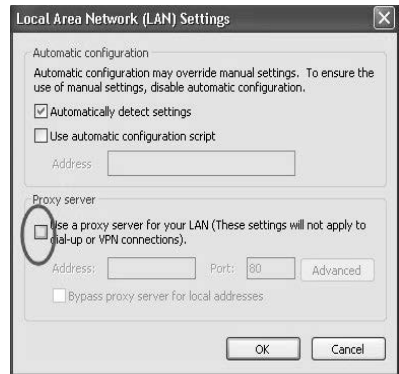 Local Area Network (LAN) Settings
Automatic configuration
Automatic configuration may override manual settings. To ensure the
use of manual settings, disable automatic configuration.
Automatically detect settings
Use automatic configuration script
Address
Proxy server
Use a proxy server for your LAN (These settings will not apply to
dial-up or VPN connections).
Address: Port: 80 Advanced
Bypass proxy server for local addresses
OK Cancel